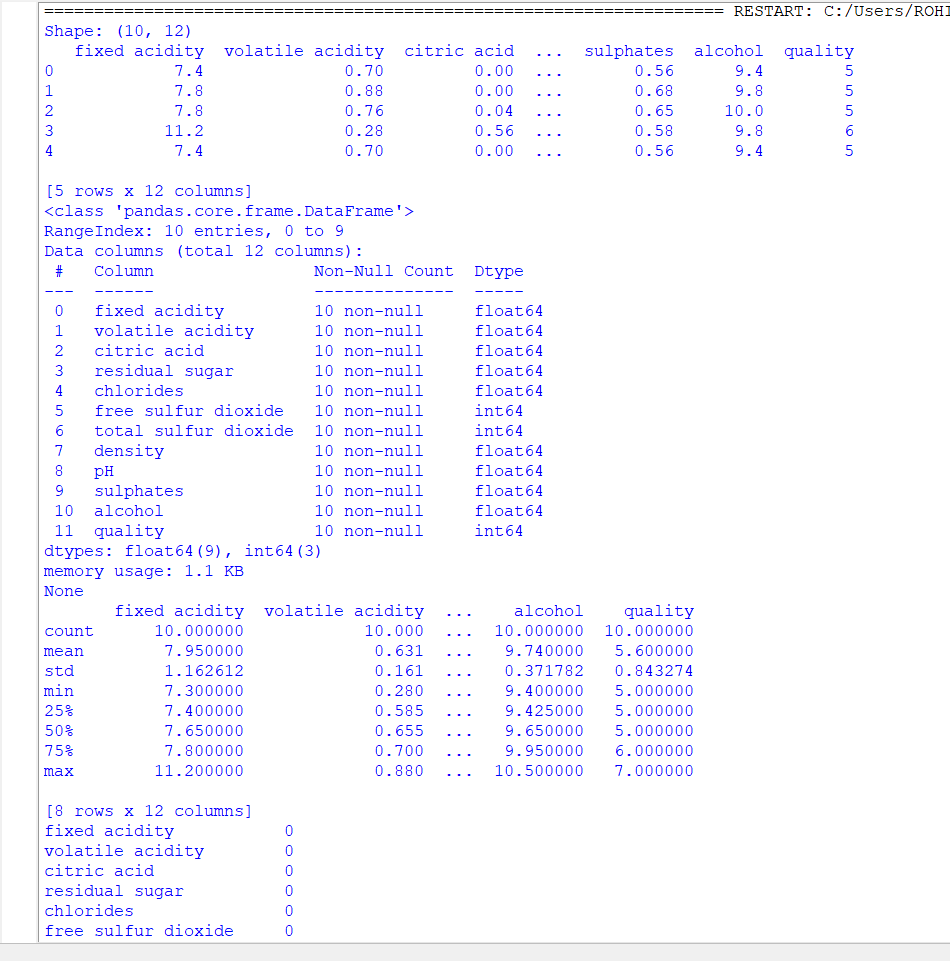 ==================================================================== RESTART: C:/Users/ROHI
Shape: (10, 12)
   fixed acidity  volatile acidity  citric acid  ...  sulphates  alcohol  quality
0            7.4              0.70         0.00  ...       0.56      9.4        5
1            7.8              0.88         0.00  ...       0.68      9.8        5
2            7.8              0.76         0.04  ...       0.65     10.0        5
3           11.2              0.28         0.56  ...       0.58      9.8        6
4            7.4              0.70         0.00  ...       0.56      9.4        5
[5 rows x 12 columns]
<class 'pandas.core.frame.DataFrame'>
RangeIndex: 10 entries, 0 to 9
Data columns (total 12 columns):
 #   Column                Non-Null Count  Dtype
---  ------                --------------  -----
 0   fixed acidity         10 non-null     float64
 1   volatile acidity      10 non-null     float64
 2   citric acid           10 non-null     float64
 3   residual sugar        10 non-null     float64
 4   chlorides             10 non-null     float64
 5   free sulfur dioxide   10 non-null     int64
 6   total sulfur dioxide  10 non-null     int64
 7   density               10 non-null     float64
 8   pH                    10 non-null     float64
 9   sulphates             10 non-null     float64
 10  alcohol               10 non-null     float64
 11  quality               10 non-null     int64
dtypes: float64(9), int64(3)
memory usage: 1.1 KB
None
       fixed acidity  volatile acidity  ...    alcohol    quality
count      10.000000            10.000  ...  10.000000  10.000000
mean        7.950000             0.631  ...   9.740000   5.600000
std         1.162612             0.161  ...   0.371782   0.843274
min         7.300000             0.280  ...   9.400000   5.000000
25%         7.400000             0.585  ...   9.425000   5.000000
50%         7.650000             0.655  ...   9.650000   5.000000
75%         7.800000             0.700  ...   9.950000   6.000000
max        11.200000             0.880  ...  10.500000   7.000000
[8 rows x 12 columns]
fixed acidity           0
volatile acidity        0
citric acid             0
residual sugar          0
chlorides               0
free sulfur dioxide     0